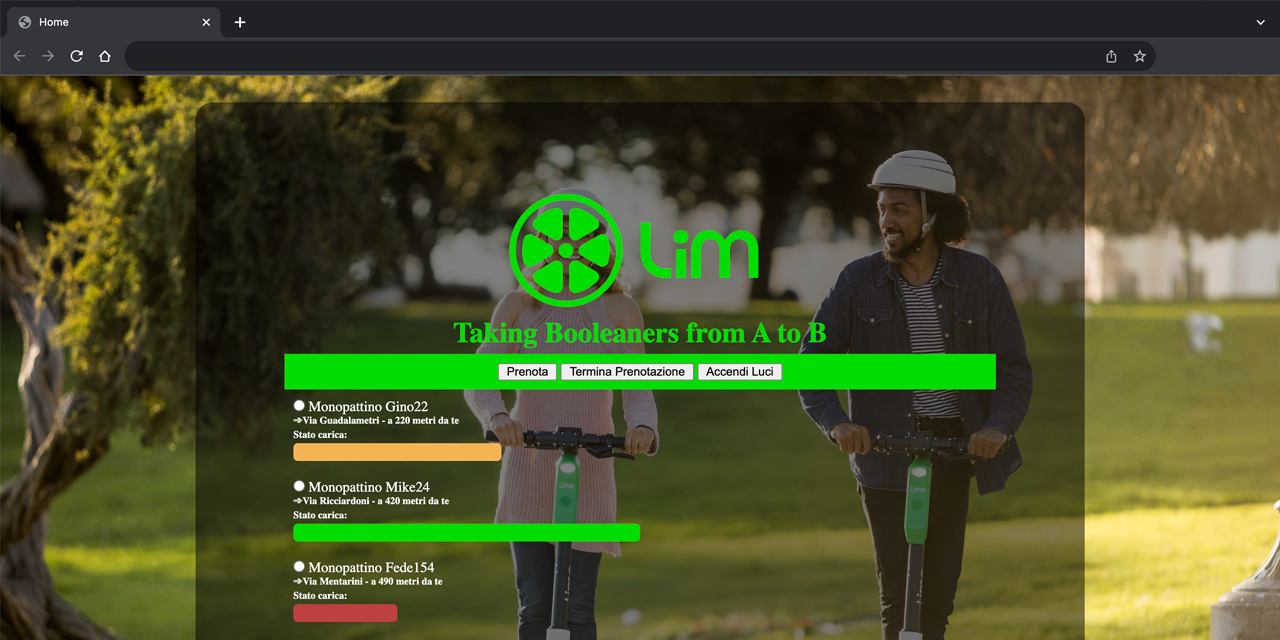 Home
Lim
Taking Booleaners from A to B
Prenota Termina Prenotazione Accendi Luci
Monopattino Gino22
➔Via Guadalametri - a 220 metri da te
Stato carica:
Monopattino Mike24
➔Via Ricciardoni - a 420 metri da te
Stato carica:
Monopattino Fede154
➔Via Mentarini - a 490 metri da te
Stato carica:
Lime
Lime